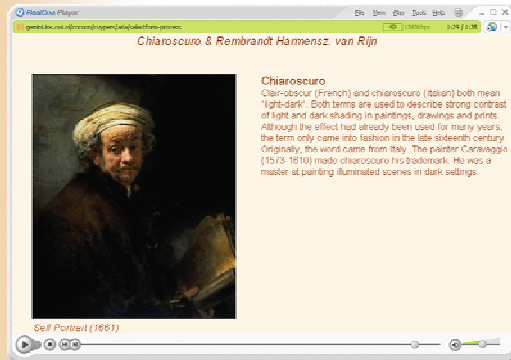 RealOne Player
File View Play Tools Help
Chiaroscuro & Rembrandt Harmensz. van Rijn
Chiaroscuro
Clair-obscur (French) and chiaroscuro (Italian) both mean
"light-dark". Both terms are used to describe strong contrast
of light and dark shading in paintings, drawings and prints.
Although the effect had already been used for many years,
the term only came into fashion in the late sixteenth century.
Originally, the word came from Italy. The painter Caravaggio
(1573-1610) made chiaroscuro his trademark. He was a
master at painting illuminated scenes in dark settings.
Self Portrait (1661)